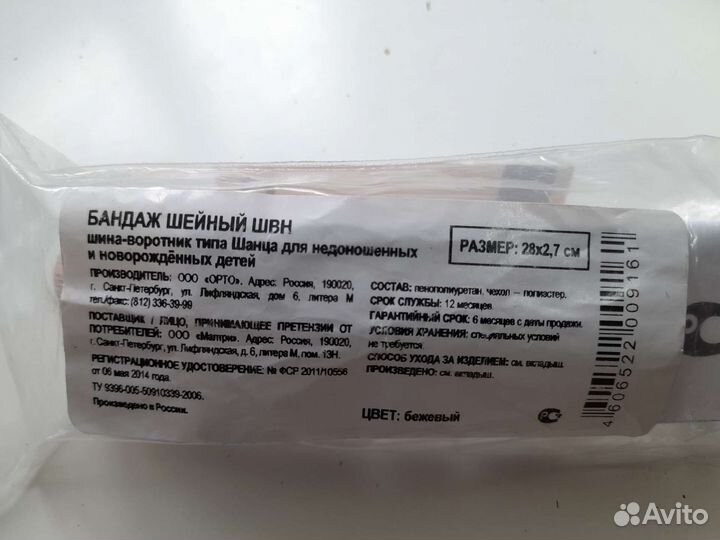 БАНДАЖ ШЕЙНЫЙ ШВН
шина-воротник типа Шанца для недоношенных
и новорождённых детей
ПРОИЗВОДИТЕЛЬ: ООО «ОРТО». Адрес: Россия, 190020,
г. Санкт-Петербург, ул. Лифляндская, дом 6, литера М
тел./факс: (812) 336-39-99
ПОСТАВЩИК / ЛИЦО, ПРИНИМАЮЩЕЕ ПРЕТЕНЗИИ ОТ
ПОТРЕБИТЕЛЕЙ: ООО «Малтри». Адрес: Россия, 190020,
г. Санкт-Петербург, ул. Лифляндская, д.6, литера М, пом. 13Н.
РЕГИСТРАЦИОННОЕ УДОСТОВЕРЕНИЕ: № ФСР 2011/10556
от 06 мая 2014 года.
ТУ 9396-005-50910339-2006.
Произведено в России.
РАЗМЕР: 28х2,7 см
СОСТАВ: пенополиуретан, чехол — полиэстер.
СРОК СЛУЖБЫ: 12 месяцев.
ГАРАНТИЙНЫЙ СРОК: 6 месяцев с даты продажи.
УСЛОВИЯ ХРАНЕНИЯ: специальных условий
не требуется
СПОСОБ УХОДА ЗА ИЗДЕЛИЕМ: см. вкладыш.
ПРОИЗВЕДЕНО: см. вкладыш.
ЦВЕТ: бежевый
4 606522 009161
Avito